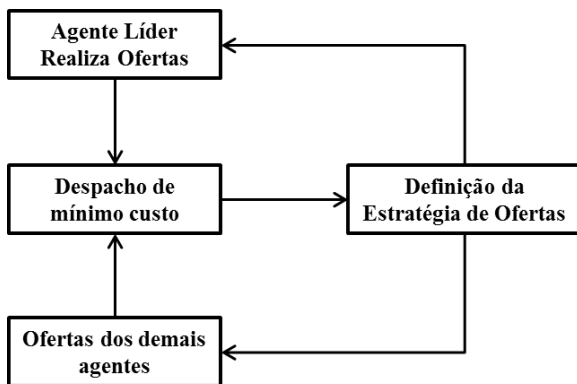 Agente Líder
Realiza Ofertas
Despacho de
mínimo custo
Definição da
Estratégia de Ofertas
Ofertas dos demais
agentes